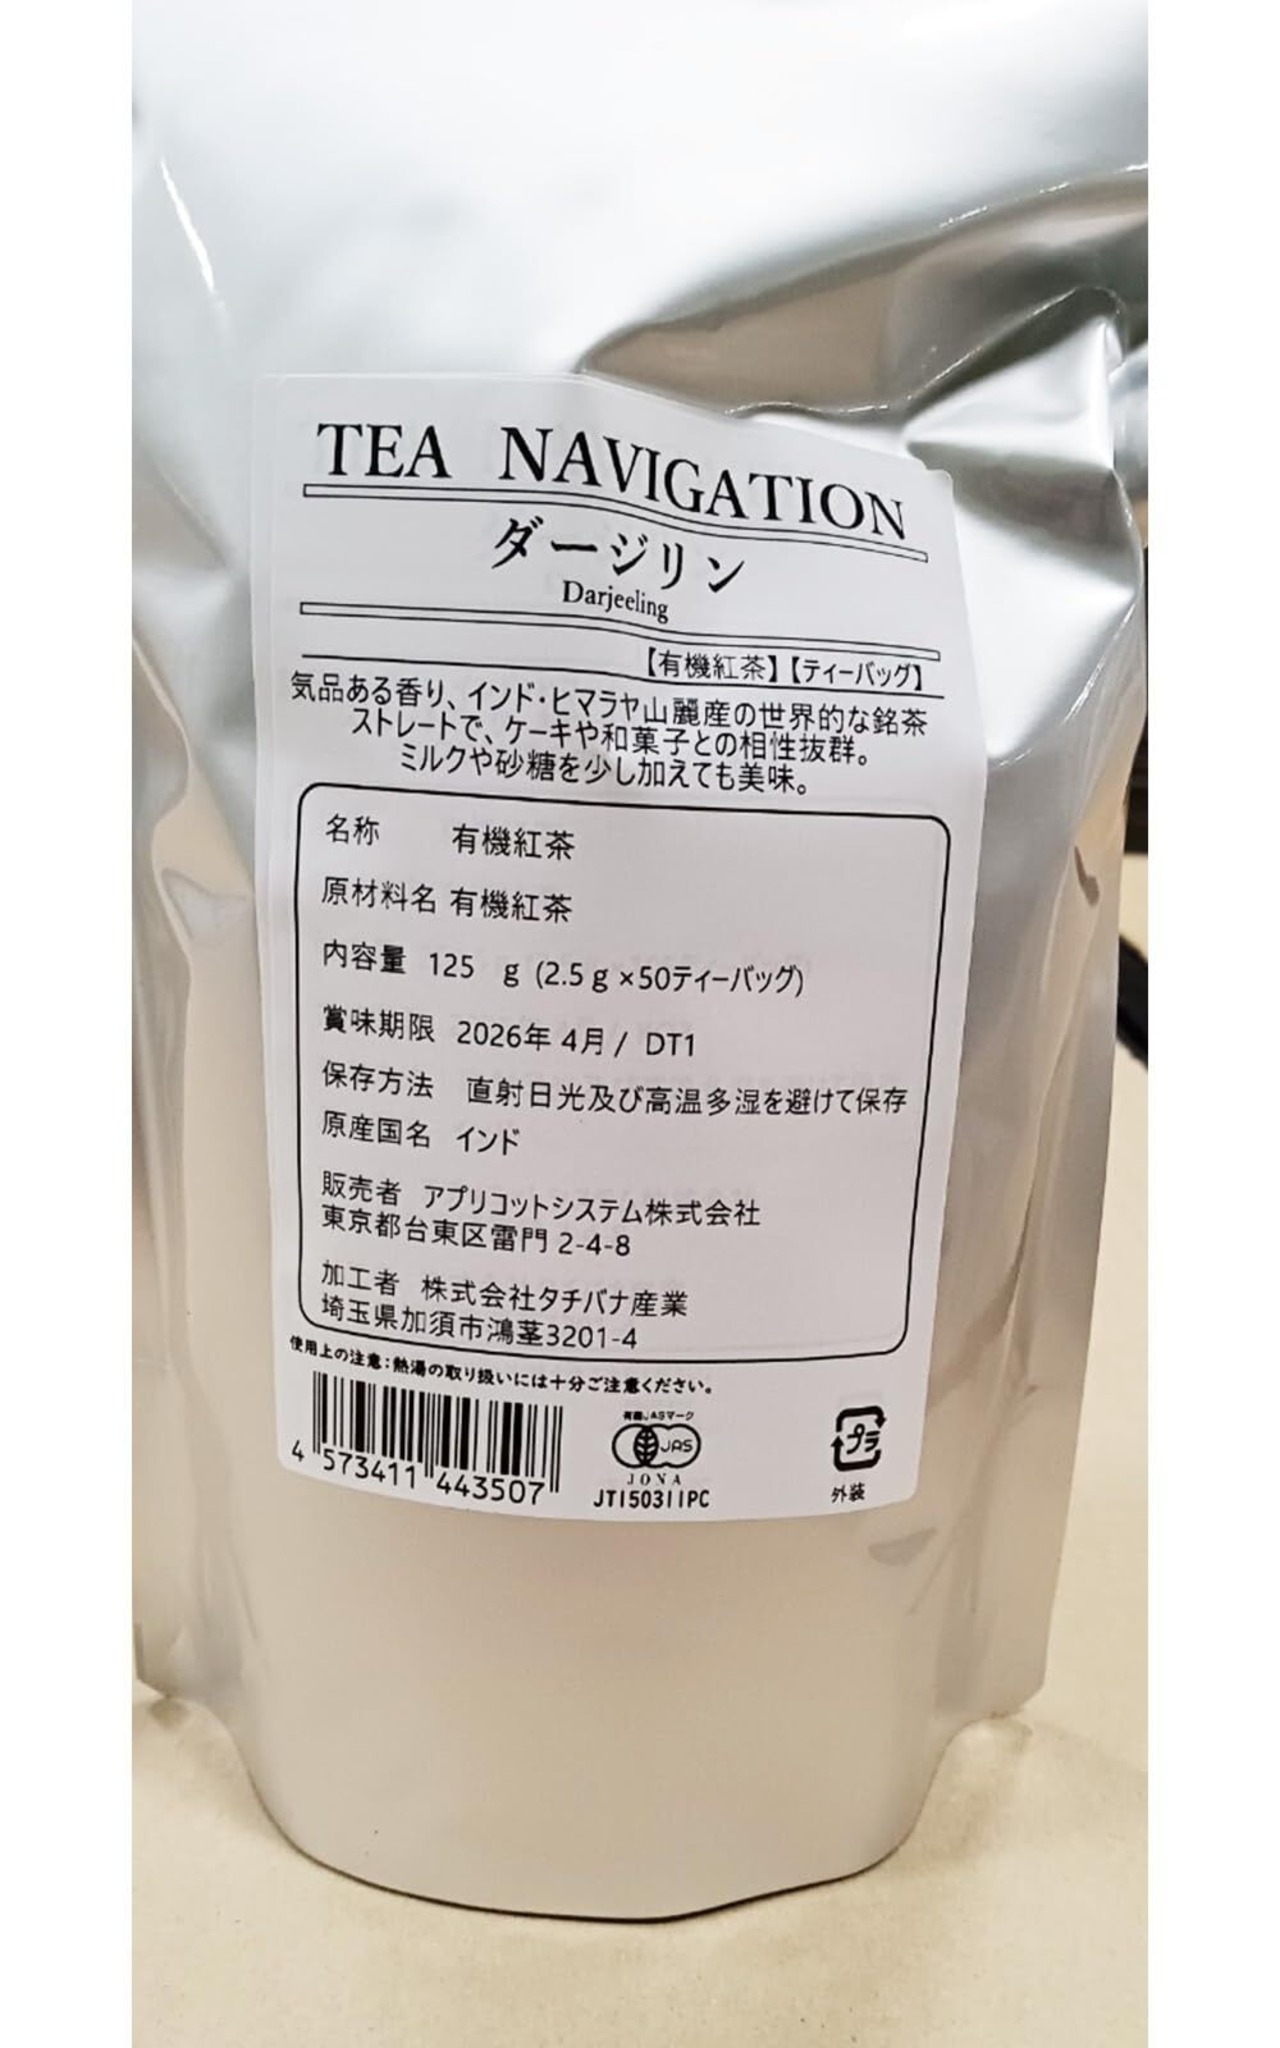 TEA NAVIGATION
ダージリン
Darjeeling
【有機紅茶】【ティーバッグ】
気品ある香り、インド・ヒマラヤ山麗産の世界的な銘茶
ストレートで、ケーキや和菓子との相性抜群。
ミルクや砂糖を少し加えても美味。
名称 有機紅茶
原材料名 有機紅茶
内容量 125 g (2.5g×50ティーバッグ)
賞味期限 2026年 4月 / DT1
保存方法 直射日光及び高温多湿を避けて保存
原産国名 インド
販売者 アプリコットシステム株式会社
東京都台東区雷門 2-4-8
加工者 株式会社タチバナ産業
埼玉県加須市鴻茎3201-4
使用上の注意：熱湯の取り扱いには十分ご注意ください。
4 573411 443507
有機JASマーク
JAS
JONA
JT150311PC
プラ
外装